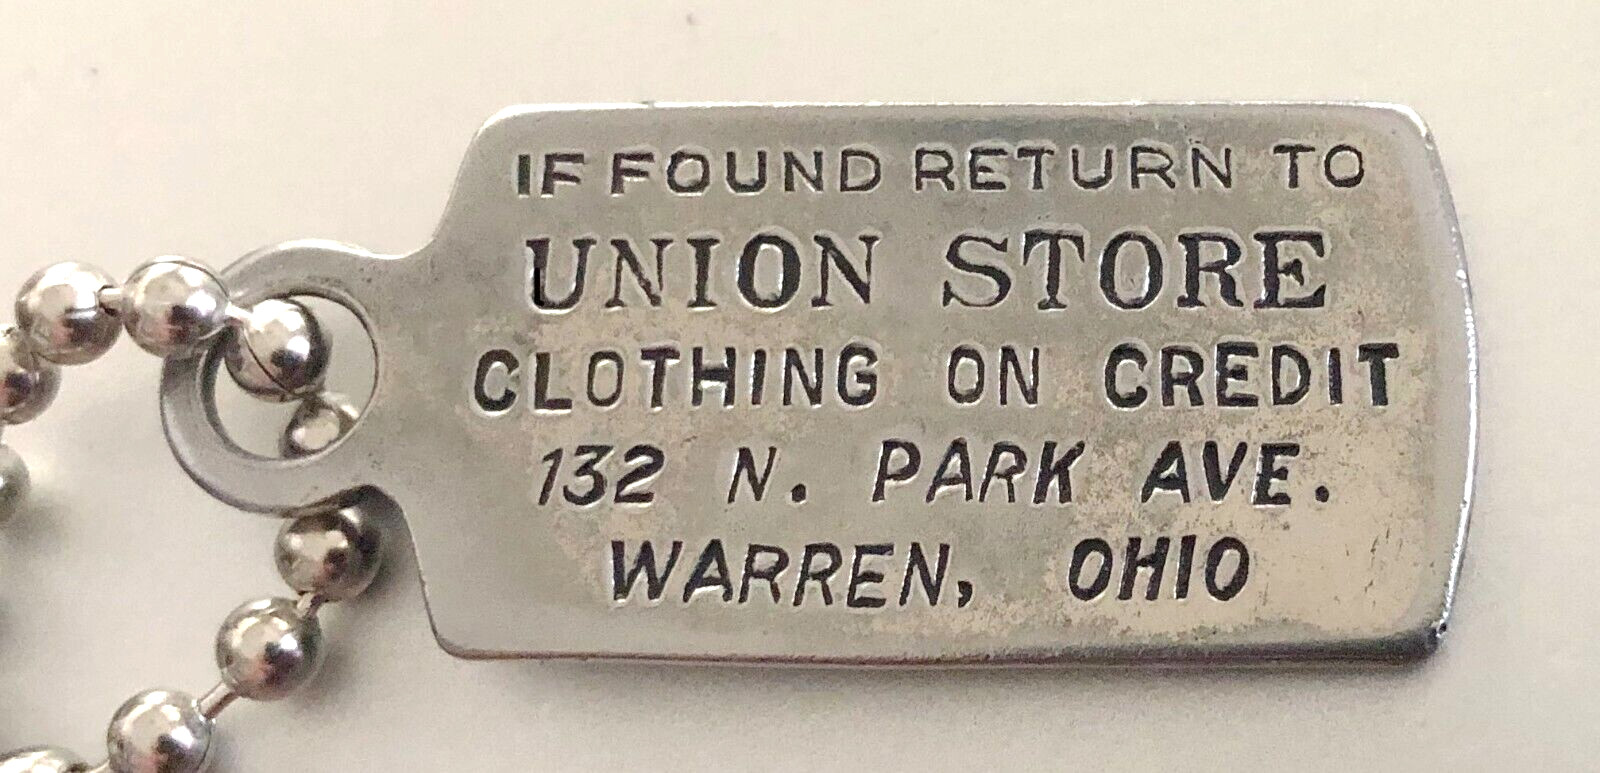 IF FOUND RETURN TO
UNION STORE
CLOTHING ON CREDIT
132 N. PARK AVE.
WARREN, OHIO